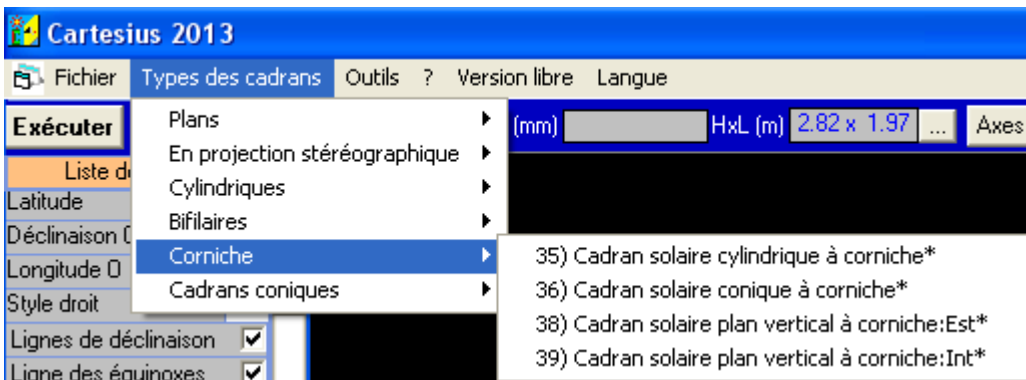 Cartesius 2013
Fichier Types des cadrans Outils ? Version libre Langue
Exécuter (mm) HxL (m) 2.82 x 1.97 ... Axes
Plans
En projection stéréographique
Cylindriques
Bifilaires
Corniche
Cadrans coniques
35) Cadran solaire cylindrique à corniche*
36) Cadran solaire conique à corniche*
38) Cadran solaire plan vertical à corniche:Est*
39) Cadran solaire plan vertical à corniche:Int*
Liste
Latitude
Déclinaison
Longitude O
Style droit
Lignes de déclinaison
Ligne des équinoxes